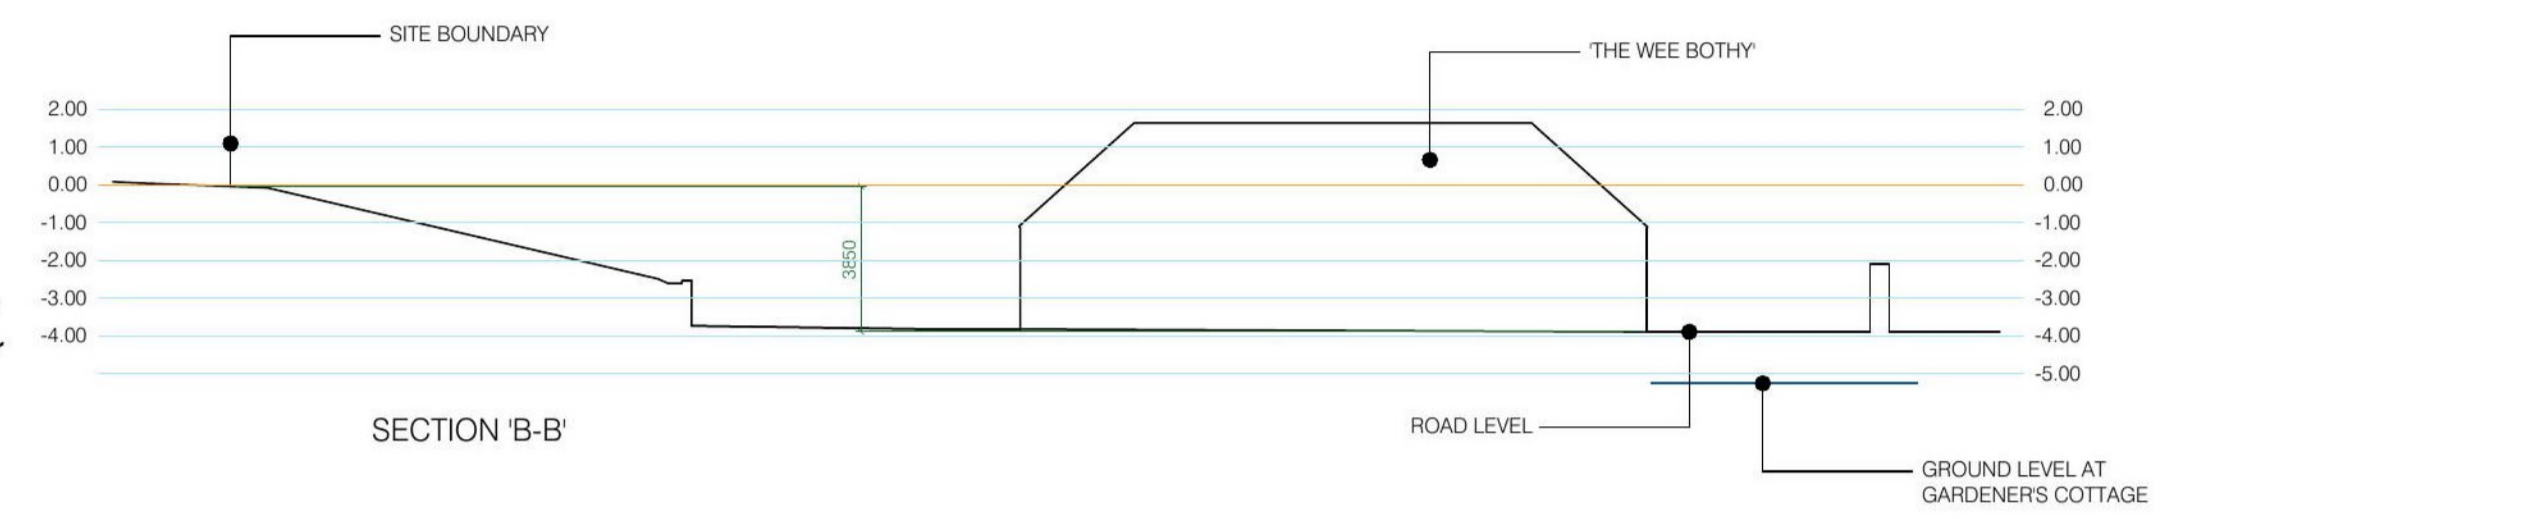 SITE BOUNDARY
'THE WEE BOTHY'
2.00 2.00
1.00 1.00
0.00 0.00
-1.00 -1.00
3850
-2.00 -2.00
-3.00 -3.00
-4.00 -4.00
-5.00
SECTION 'B-B'
ROAD LEVEL
GROUND LEVEL AT
GARDENER'S COTTAGE